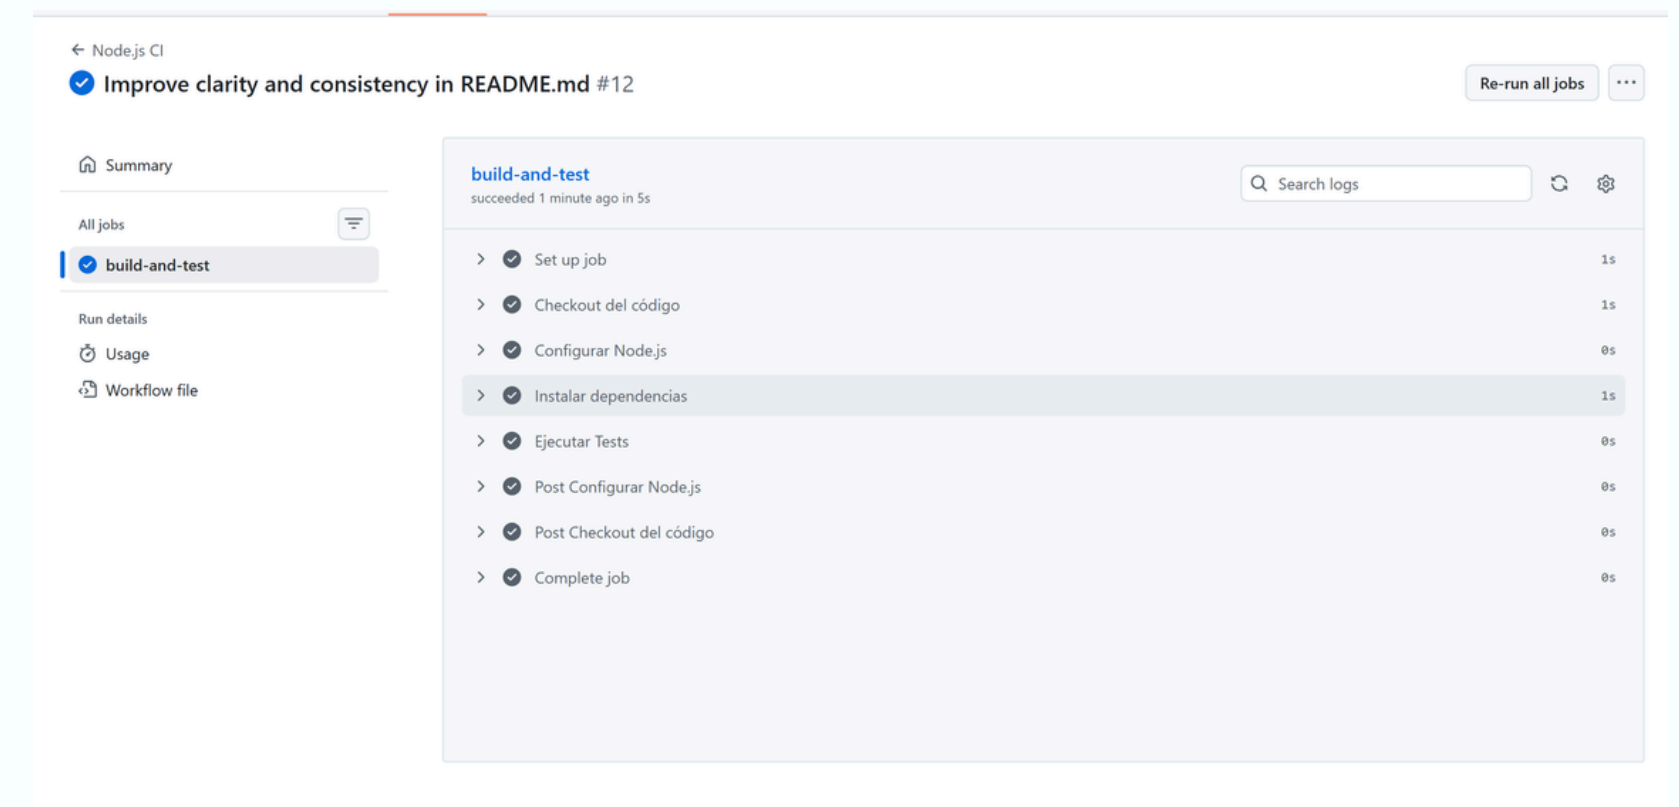 Node.js CI
Improve clarity and consistency in README.md #12
Re-run all jobs
Summary
All jobs
build-and-test
Run details
Usage
Workflow file
build-and-test
succeeded 1 minute ago in 5s
Search logs
Set up job 1s
Checkout del código 1s
Configurar Node.js 0s
Instalar dependencias 1s
Ejecutar Tests 0s
Post Configurar Node.js 0s
Post Checkout del código 0s
Complete job 0s